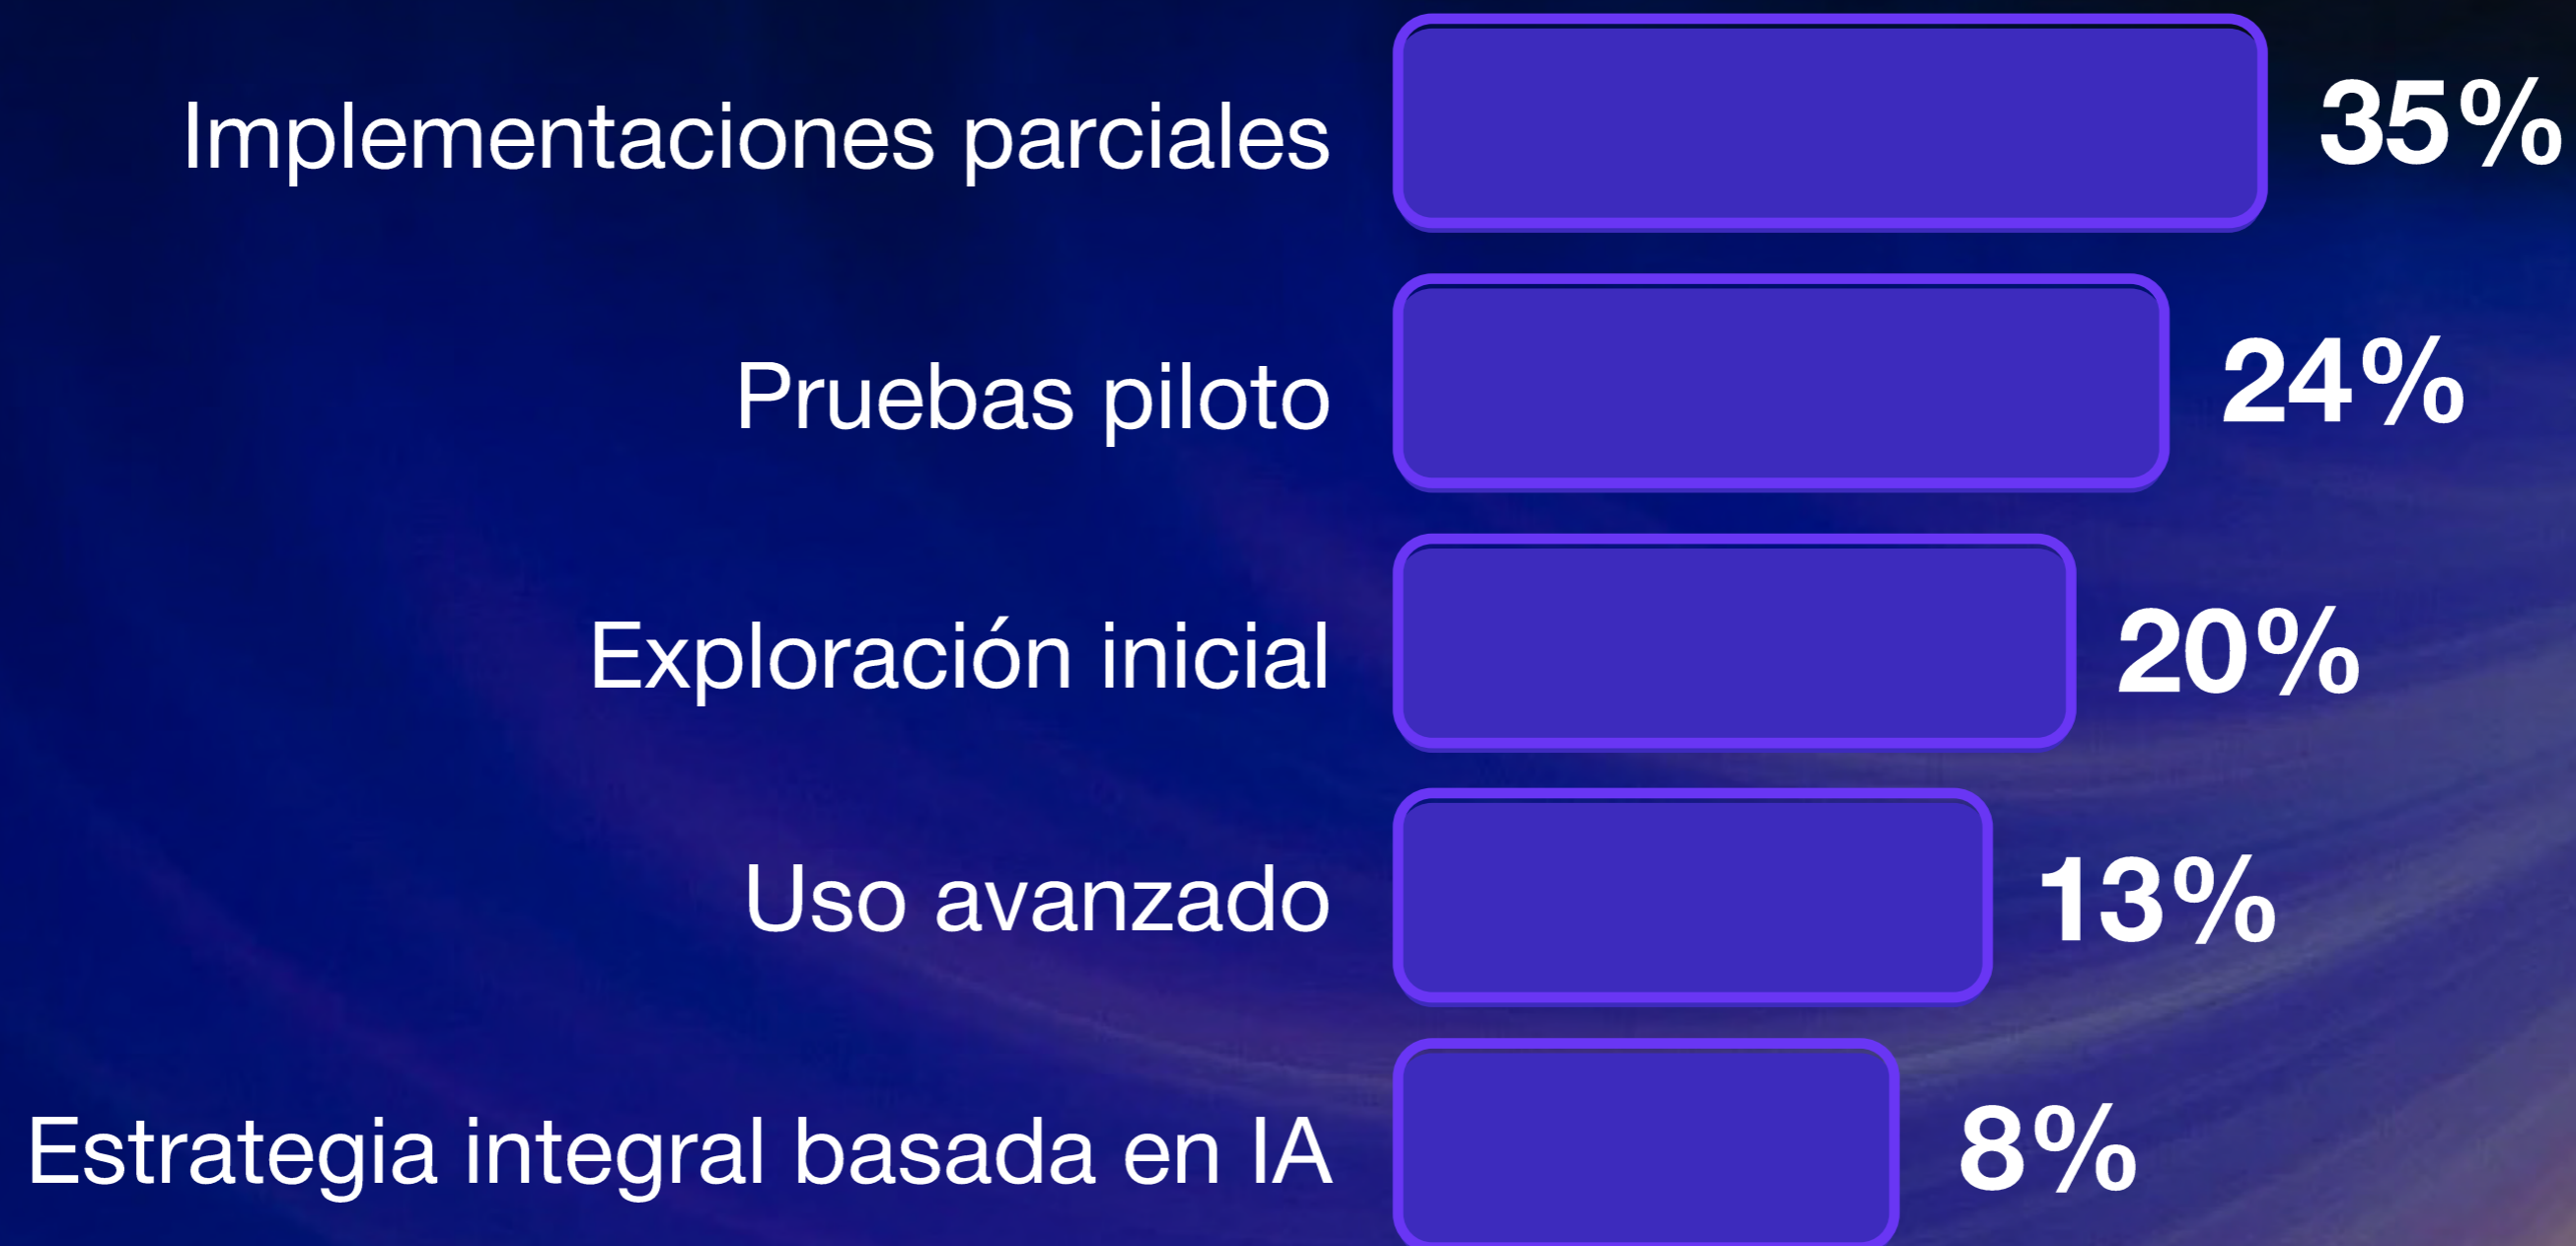 Implementaciones parciales 35%
Pruebas piloto 24%
Exploración inicial 20%
Uso avanzado 13%
Estrategia integral basada en IA 8%